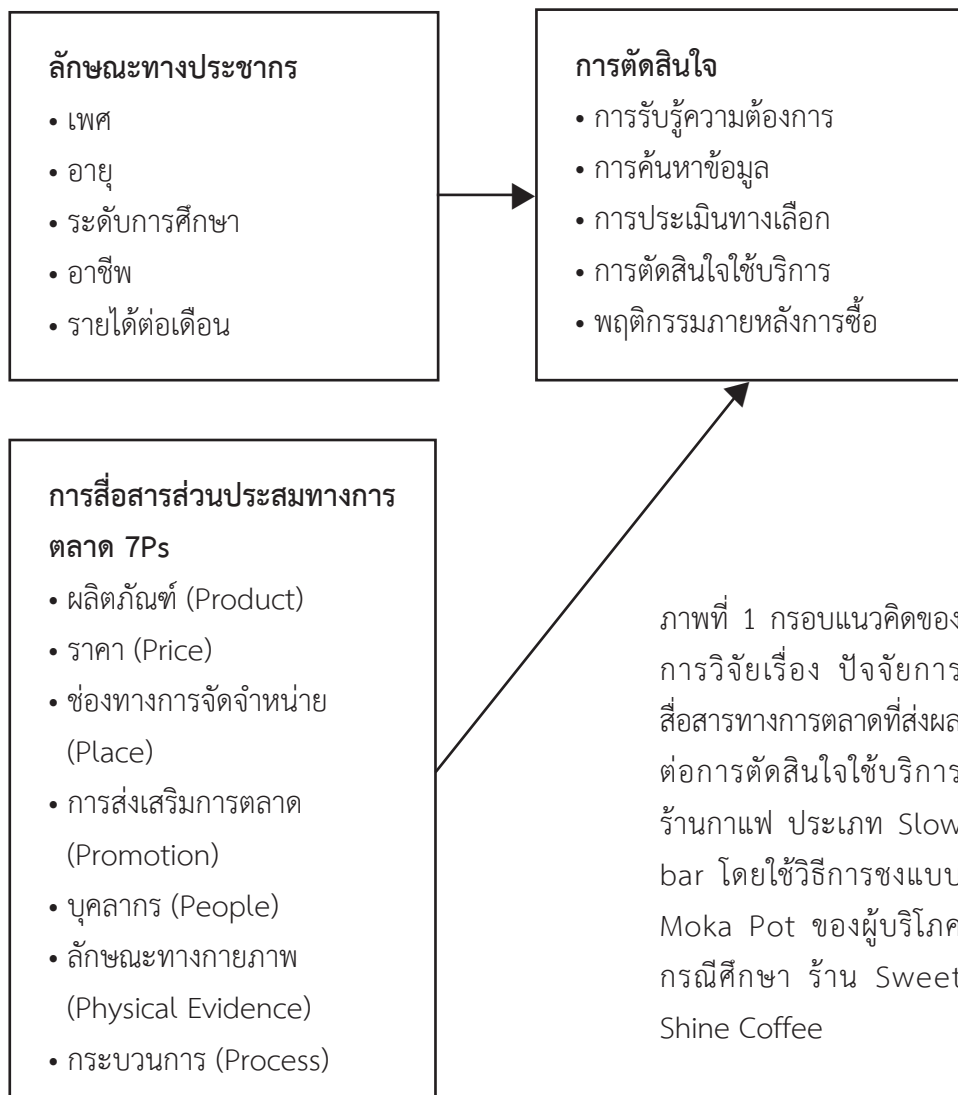 ลักษณะทางประชากร
• เพศ
• อายุ
• ระดับการศึกษา
• อาชีพ
• รายได้ต่อเดือน
การตัดสินใจ
• การรับรู้ความต้องการ
• การค้นหาข้อมูล
• การประเมินทางเลือก
• การตัดสินใจใช้บริการ
• พฤติกรรมภายหลังการซื้อ
การสื่อสารส่วนประสมทางการ
ตลาด 7Ps
• ผลิตภัณฑ์ (Product)
• ราคา (Price)
• ช่องทางการจัดจำหน่าย
(Place)
• การส่งเสริมการตลาด
(Promotion)
• บุคลากร (People)
• ลักษณะทางกายภาพ
(Physical Evidence)
• กระบวนการ (Process)
ภาพที่ 1 กรอบแนวคิดของ
การวิจัยเรื่อง ปัจจัยการ
สื่อสารทางการตลาดที่ส่งผล
ต่อการตัดสินใจใช้บริการ
ร้านกาแฟ ประเภท Slow
bar โดยใช้วิธีการชงแบบ
Moka Pot ของผู้บริโภค
กรณีศึกษา ร้าน Sweet
Shine Coffee